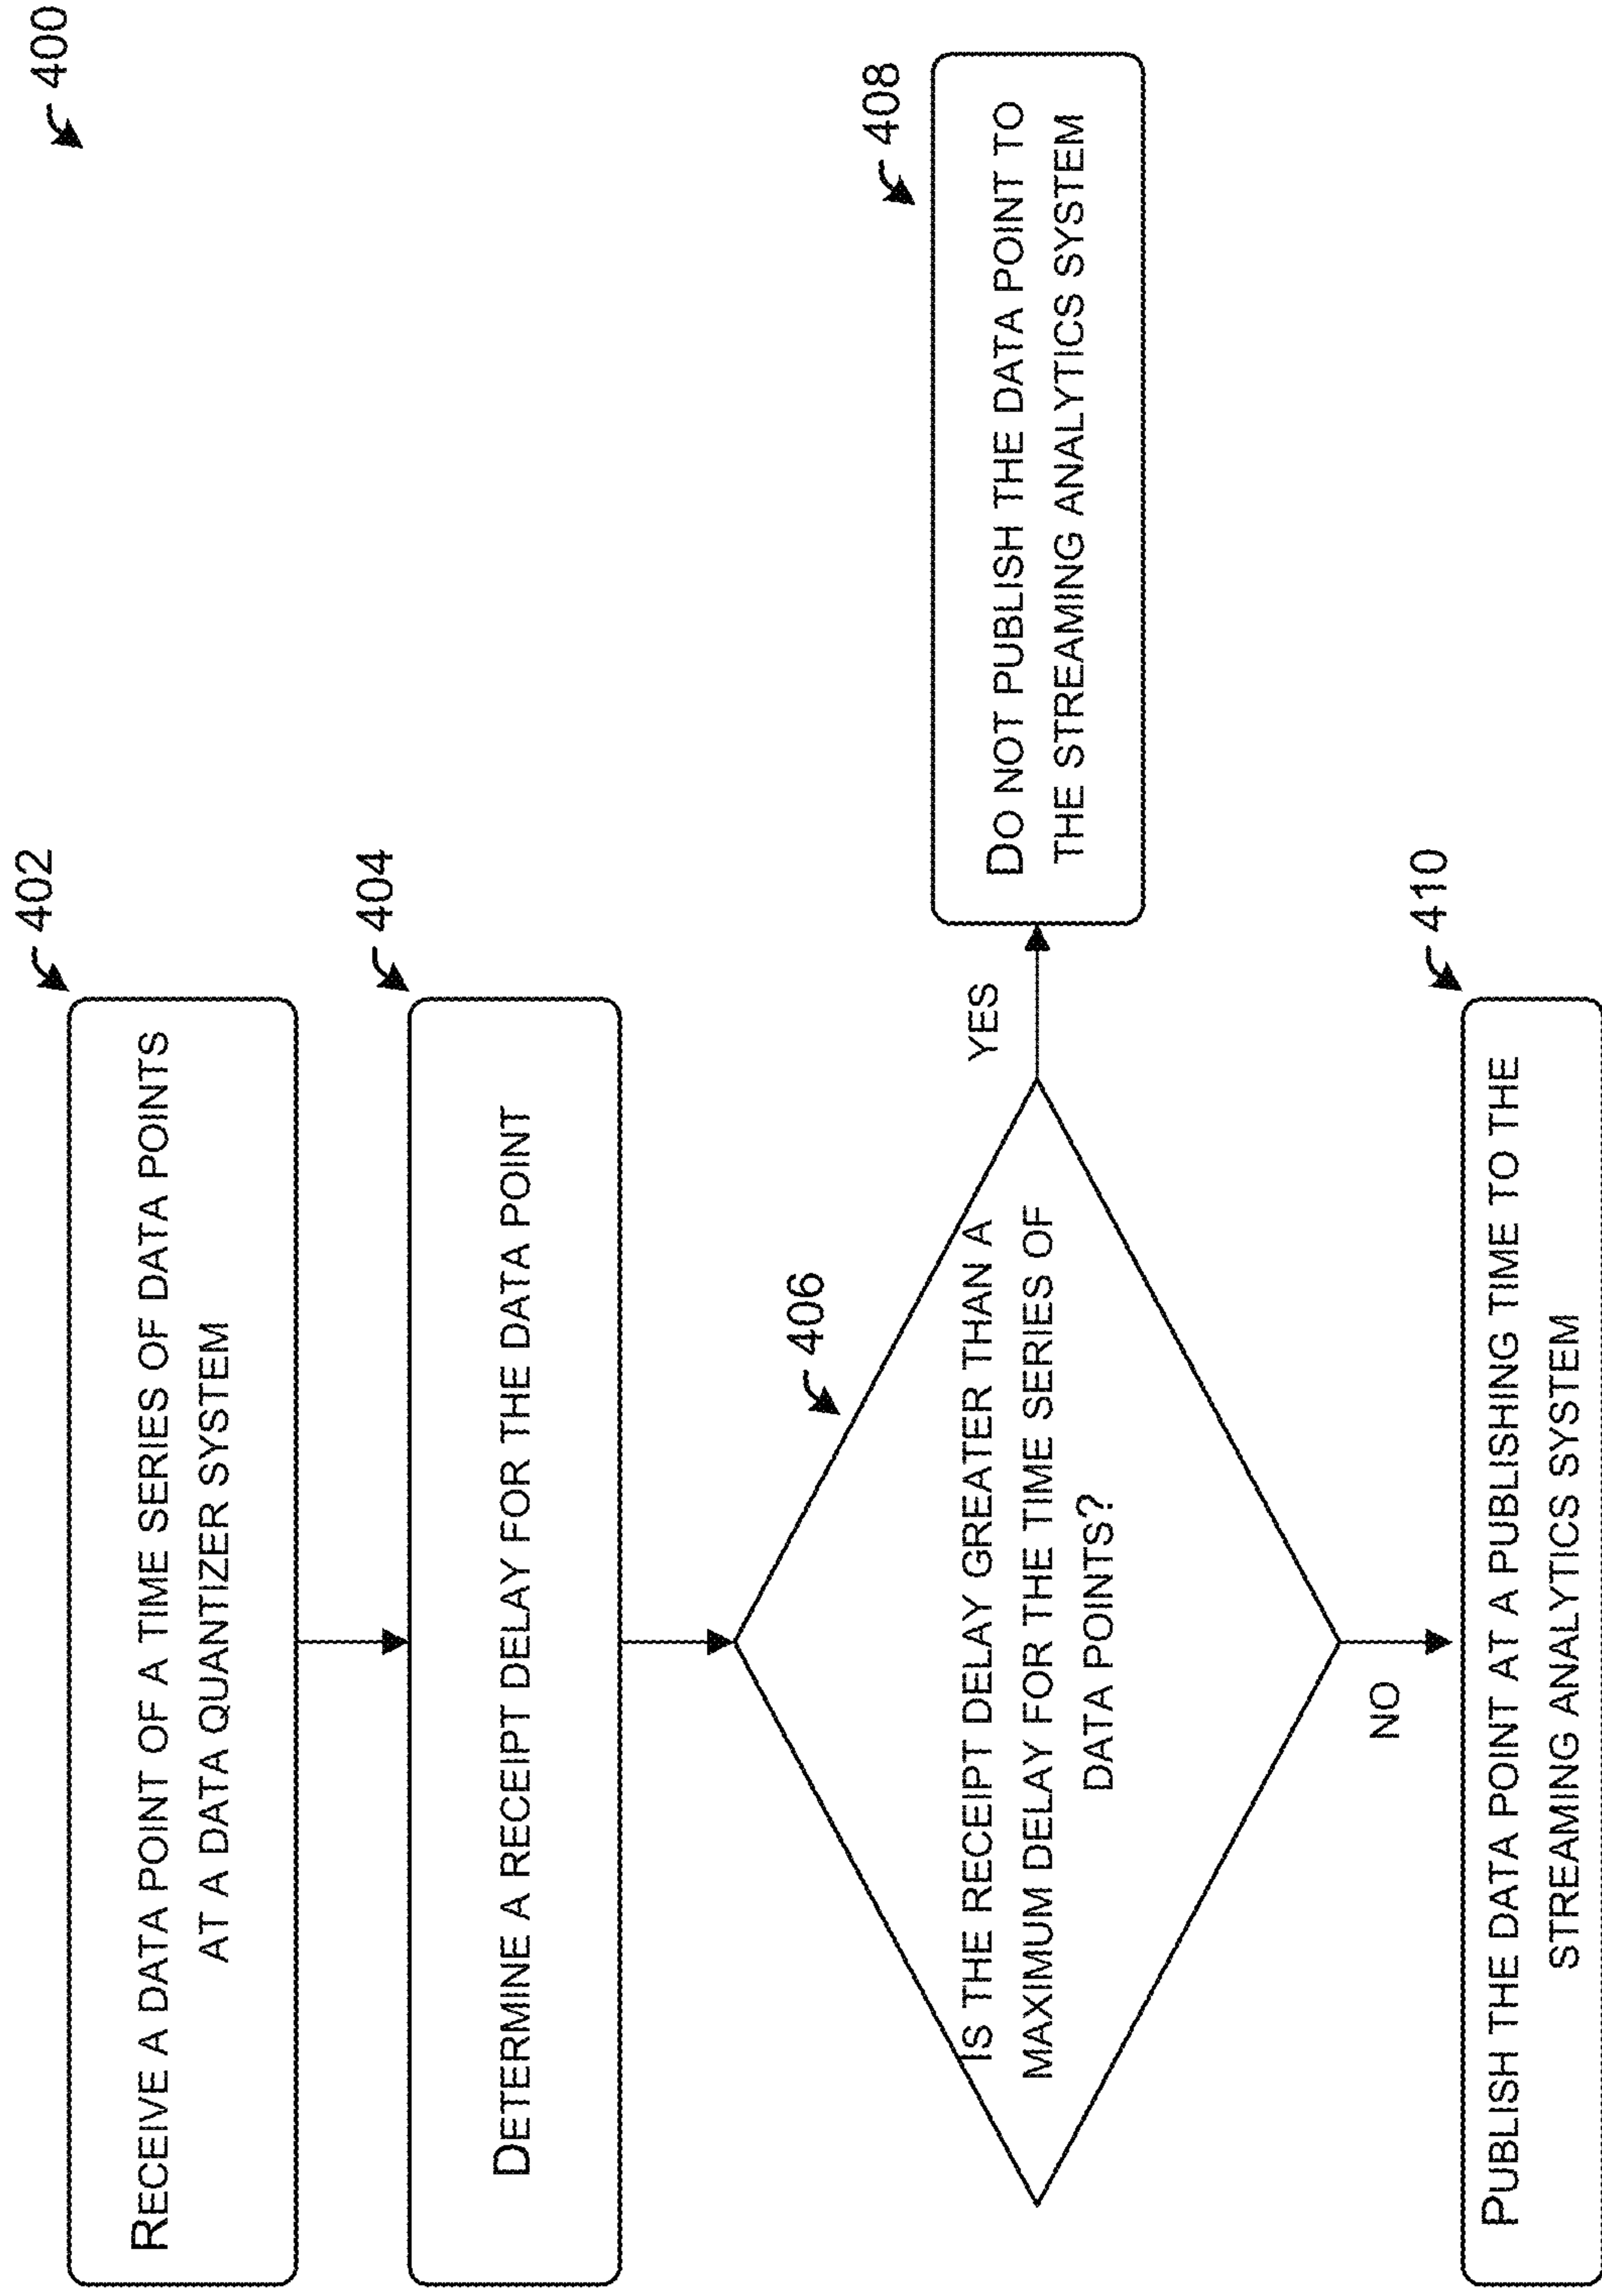 400
402
RECEIVE A DATA POINT OF A TIME SERIES OF DATA POINTS
AT A DATA QUANTIZER SYSTEM
404
DETERMINE A RECEIPT DELAY FOR THE DATA POINT
406
IS THE RECEIPT DELAY GREATER THAN A
MAXIMUM DELAY FOR THE TIME SERIES OF
DATA POINTS?
YES
408
DO NOT PUBLISH THE DATA POINT TO
THE STREAMING ANALYTICS SYSTEM
NO
410
PUBLISH THE DATA POINT AT A PUBLISHING TIME TO THE
STREAMING ANALYTICS SYSTEM